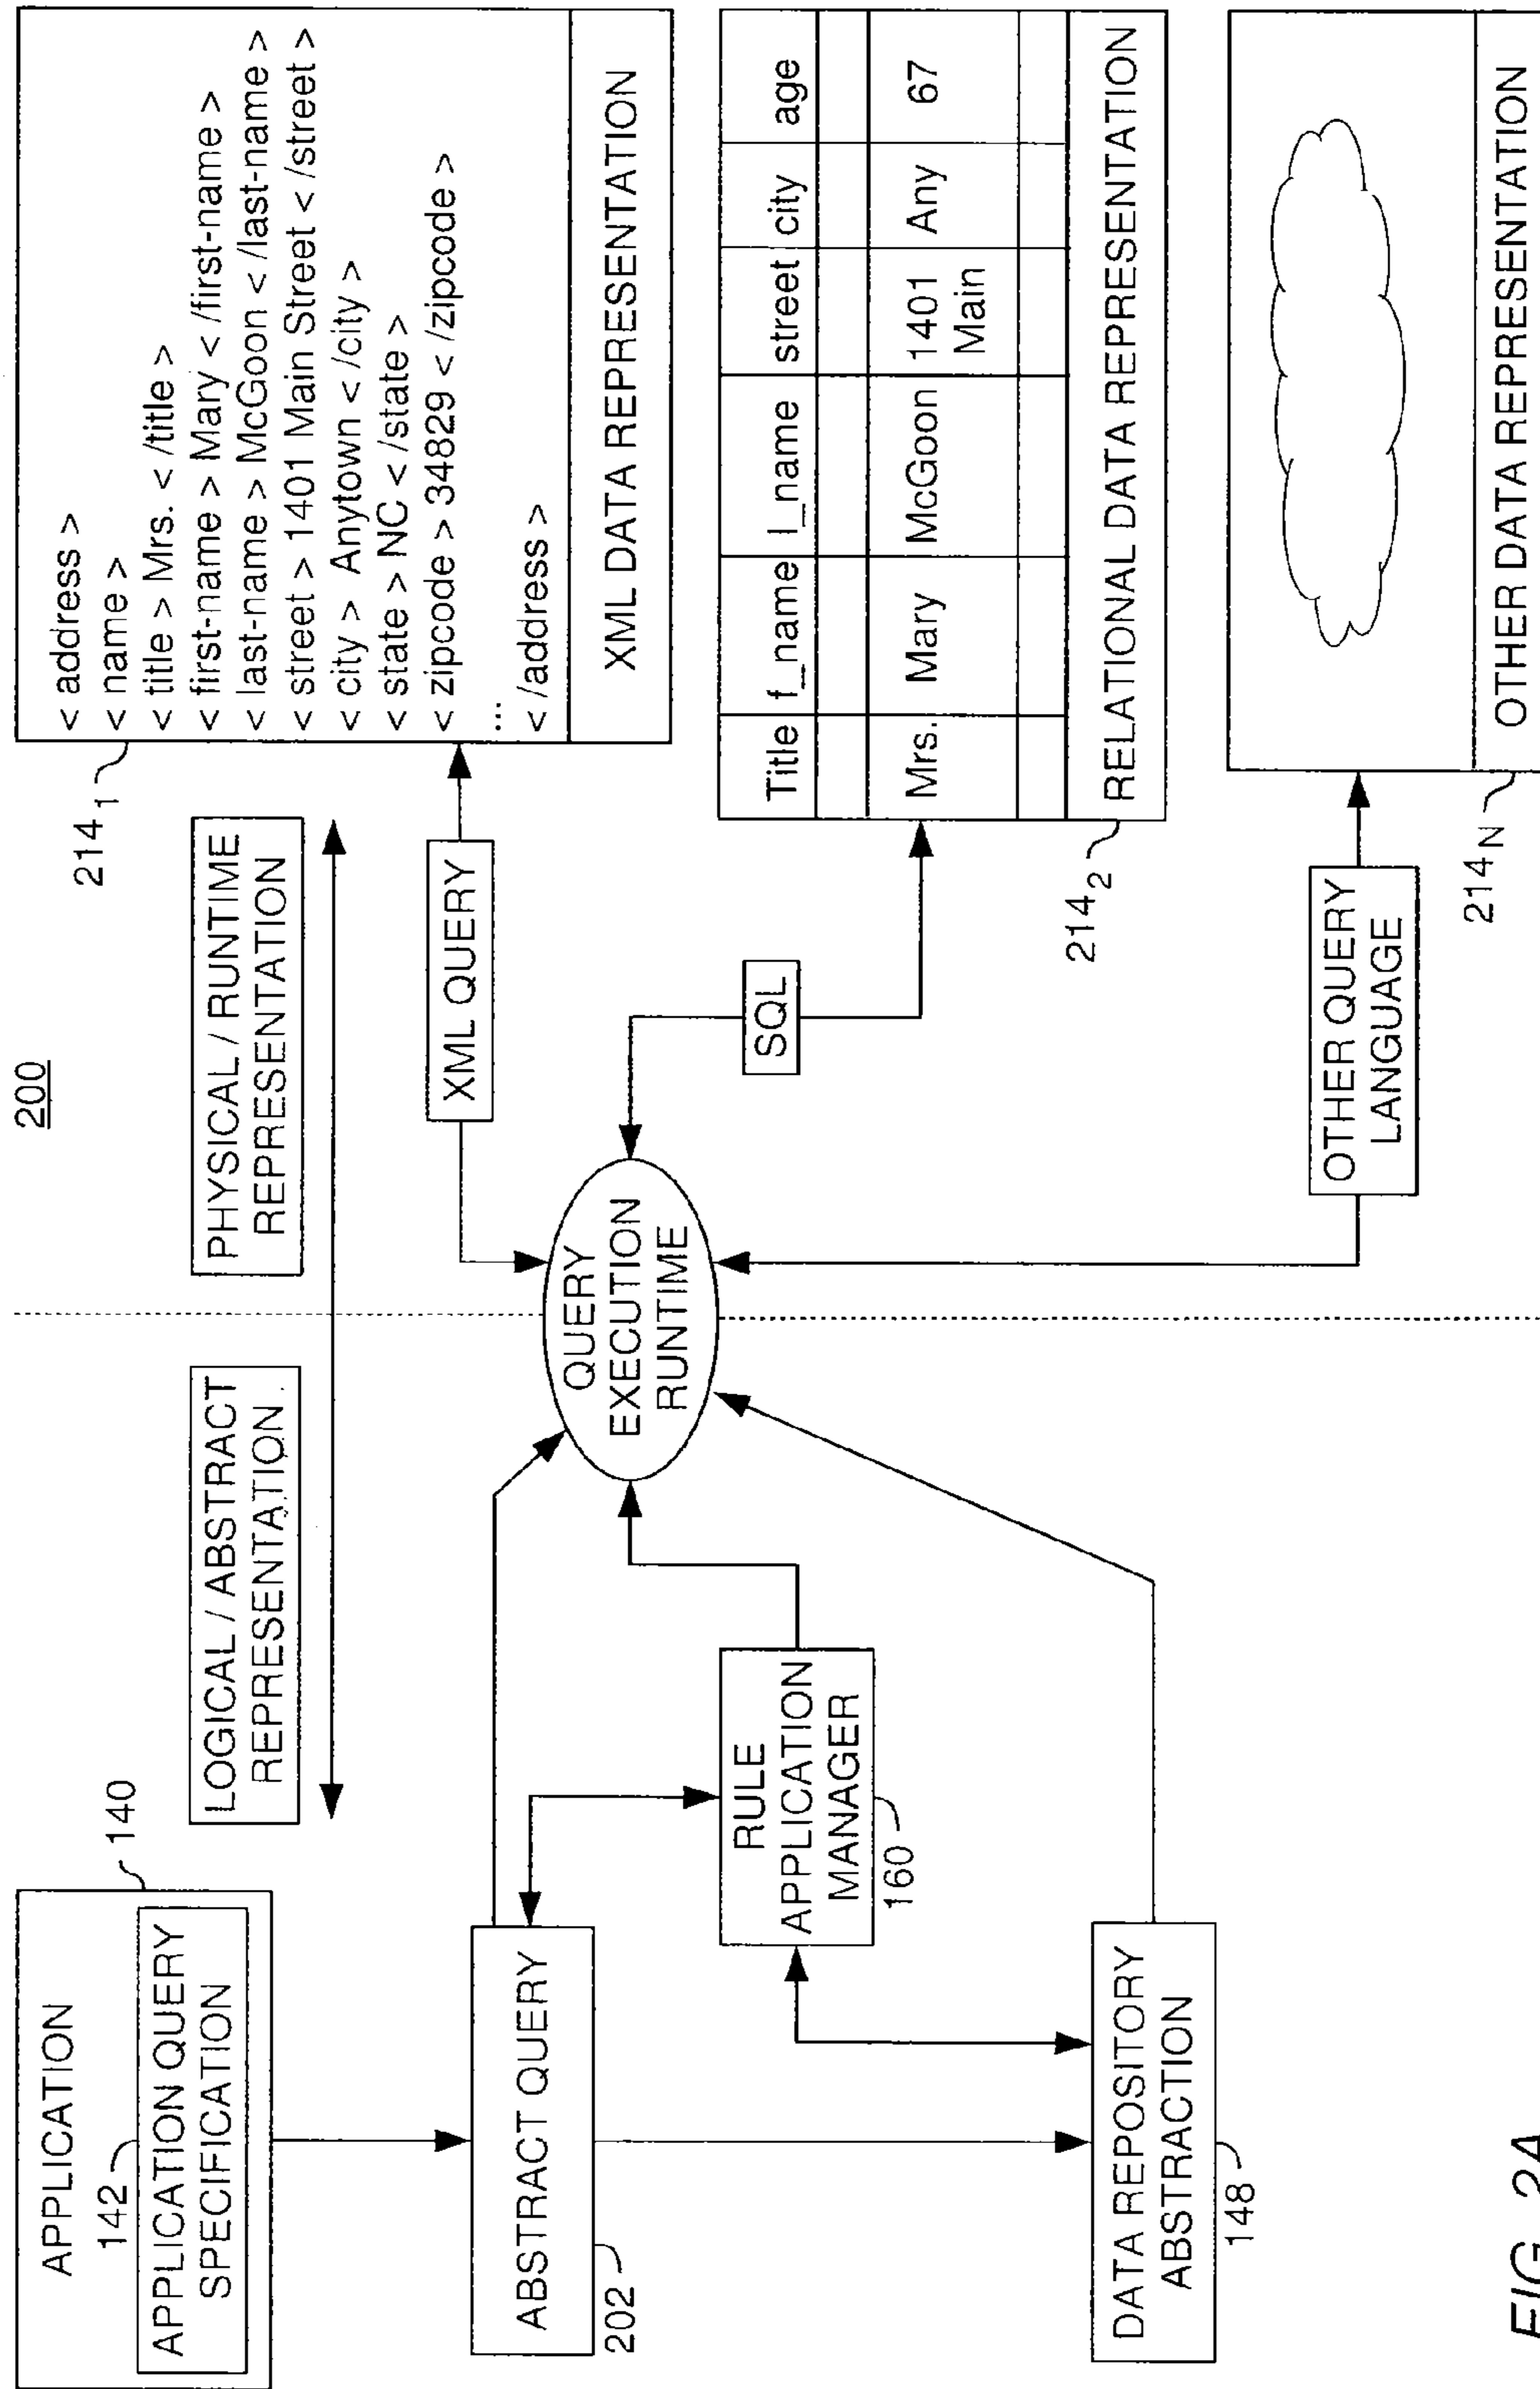 200
APPLICATION
142
APPLICATION QUERY
SPECIFICATION
140
LOGICAL / ABSTRACT
REPRESENTATION
PHYSICAL / RUNTIME
REPRESENTATION
ABSTRACT QUERY
202
RULE
APPLICATION
MANAGER
160
DATA REPOSITORY
ABSTRACTION
148
QUERY
EXECUTION
RUNTIME
XML QUERY
SQL
OTHER QUERY
LANGUAGE
214₁
< address >
< name >
< title > Mrs. < /title >
< first-name > Mary < /first-name >
< last-name > McGoon < /last-name >
< street > 1401 Main Street < /street >
< city > Anytown < /city >
< state > NC < /state >
< zipcode > 34829 < /zipcode >
...
< /address >
XML DATA REPRESENTATION
Title f_name l_name street city age
Mrs. Mary McGoon 1401 Main Any 67
RELATIONAL DATA REPRESENTATION
214₂
OTHER DATA REPRESENTATION
214N
FIG. 2A